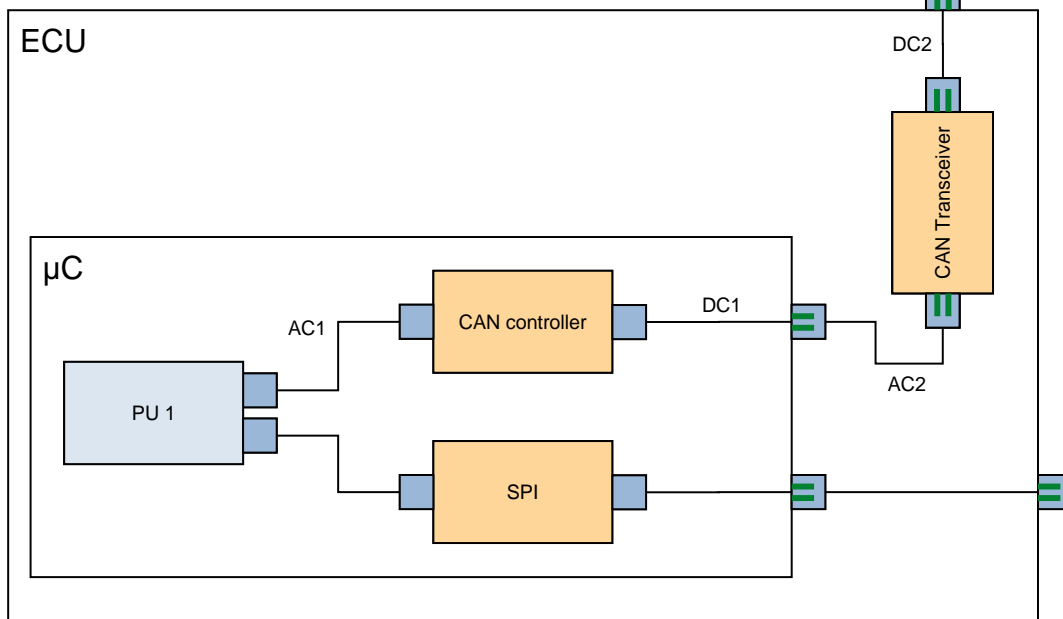 ECU
DC2
CAN Transceiver
µC
CAN controller
DC1
AC1
AC2
PU 1
SPI